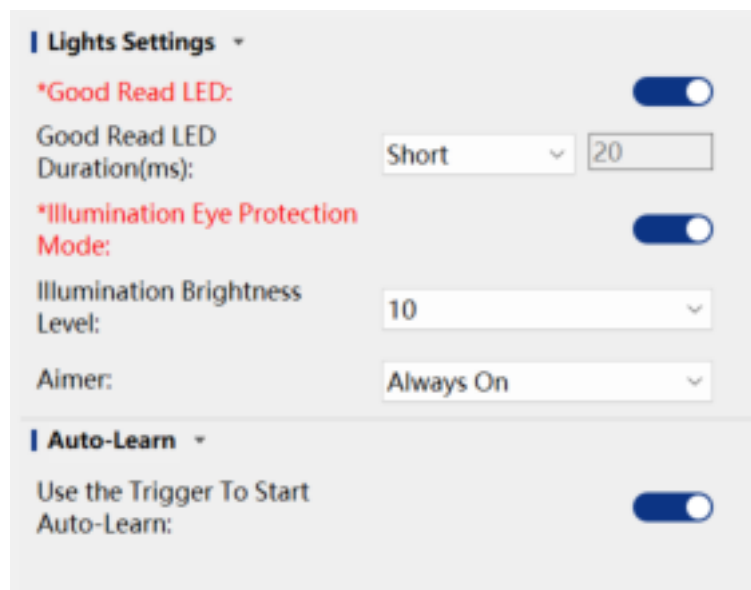 Lights Settings
*Good Read LED:
Good Read LED
Duration(ms):
Short
20
*Illumination Eye Protection
Mode:
Illumination Brightness
Level:
10
Aimer:
Always On
Auto-Learn
Use the Trigger To Start
Auto-Learn: